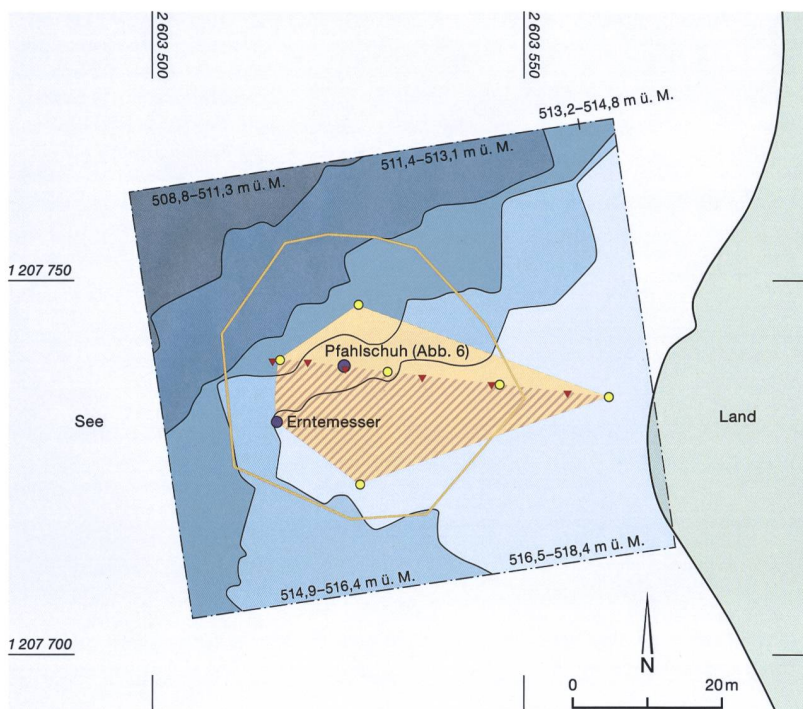 2 603 500
2 603 550
513,2–514,8 m ü. M.
511,4–513,1 m ü. M.
508,8–511,3 m ü. M.
1 207 750
Pfahlschuh (Abb. 6)
See
Erntemesser
Land
516,5–518,4 m ü. M.
514,9–516,4 m ü. M.
1 207 700
N
0
20 m